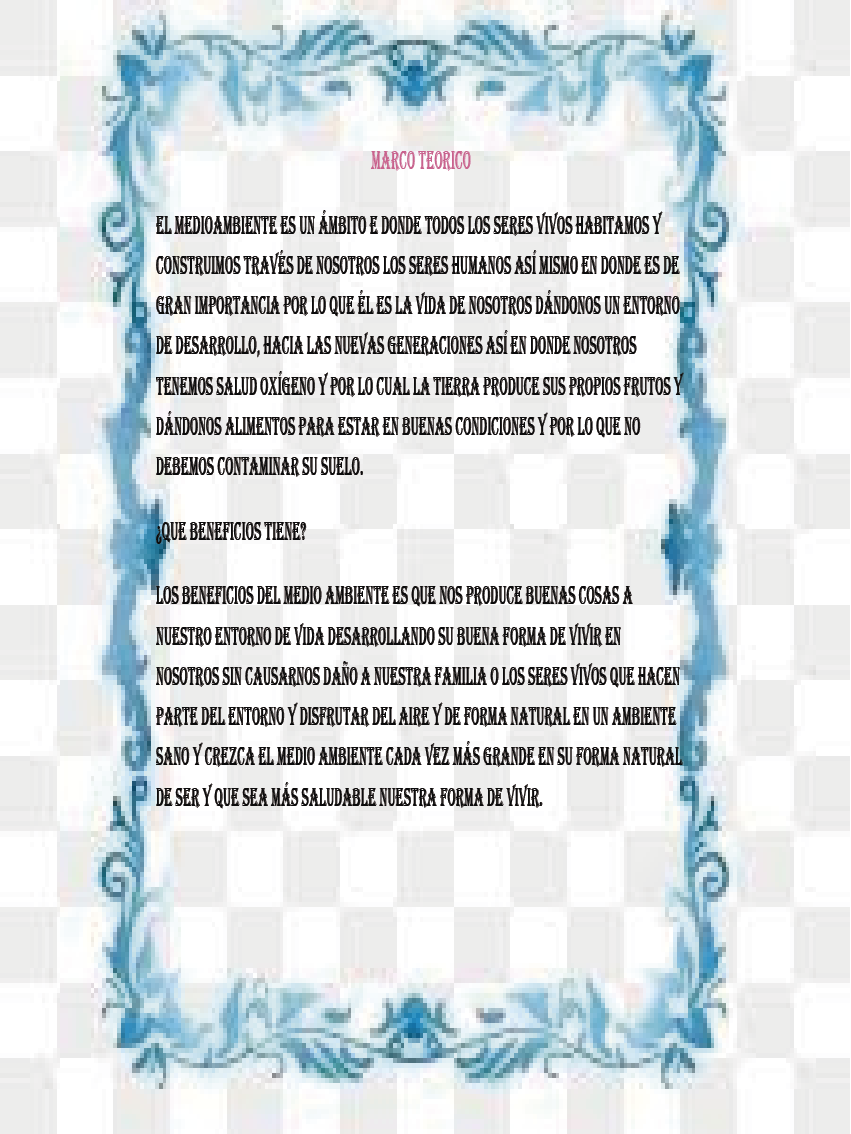 MARCO TEORICO
EL MEDIOAMBIENTE ES UN ÁMBITO E DONDE TODOS LOS SERES VIVOS HABITAMOS Y
CONSTRUIMOS TRAVÉS DE NOSOTROS LOS SERES HUMANOS ASÍ MISMO EN DONDE ES DE
GRAN IMPORTANCIA POR LO QUE ÉL ES LA VIDA DE NOSOTROS DÁNDONOS UN ENTORNO
DE DESARROLLO, HACIA LAS NUEVAS GENERACIONES ASÍ EN DONDE NOSOTROS
TENEMOS SALUD OXÍGENO Y POR LO CUAL LA TIERRA PRODUCE SUS PROPIOS FRUTOS Y
DÁNDONOS ALIMENTOS PARA ESTAR EN BUENAS CONDICIONES Y POR LO QUE NO
DEBEMOS CONTAMINAR SU SUELO.
¿QUE BENEFICIOS TIENE?
LOS BENEFICIOS DEL MEDIO AMBIENTE ES QUE NOS PRODUCE BUENAS COSAS A
NUESTRO ENTORNO DE VIDA DESARROLLANDO SU BUENA FORMA DE VIVIR EN
NOSOTROS SIN CAUSARNOS DAÑO A NUESTRA FAMILIA O LOS SERES VIVOS QUE HACEN
PARTE DEL ENTORNO Y DISFRUTAR DEL AIRE Y DE FORMA NATURAL EN UN AMBIENTE
SANO Y CREZCA EL MEDIO AMBIENTE CADA VEZ MÁS GRANDE EN SU FORMA NATURAL
DE SER Y QUE SEA MÁS SALUDABLE NUESTRA FORMA DE VIVIR.